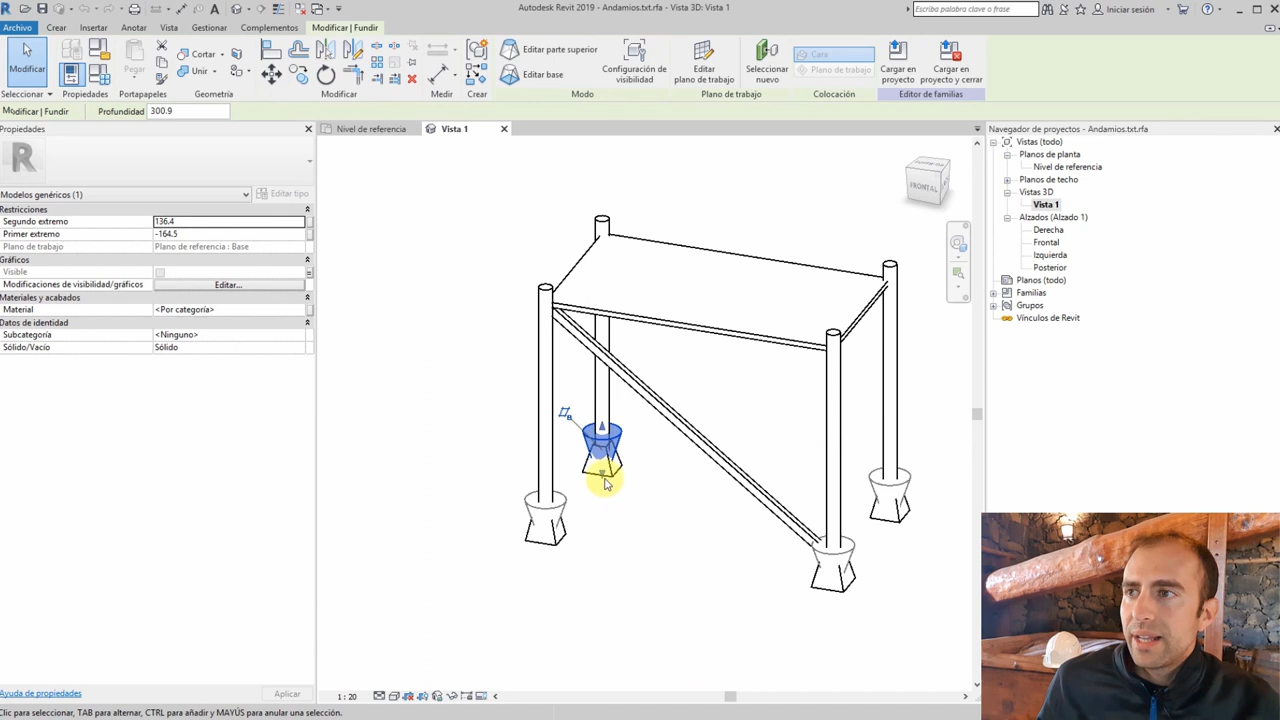 Autodesk Revit 2019 - Andamios.txt.rfa - Vista 3D: Vista 1
Escriba palabra clave o frase
Iniciar sesión
Archivo Crear Insertar Anotar Vista Gestionar Complementos Modificar | Fundir
Modificar
Pegar
Cortar
Unir
Editar parte superior
Editar base
Configuración de
visibilidad
Editar
plano de trabajo
Seleccionar
nuevo
Cara
Plano de trabajo
Cargar en
proyecto
Cargar en
proyecto y cerrar
Seleccionar Propiedades Portapapeles Geometría Modificar Medir Crear Modo Plano de trabajo Colocación Editor de familias
Modificar | Fundir Profundidad 300.9
Propiedades
Nivel de referencia
Vista 1
Navegador de proyectos - Andamios.txt.rfa
Modelos genéricos (1)
Editar tipo
Restricciones
Segundo extremo 136.4
Primer extremo -164.5
Plano de trabajo Plano de referencia : Base
Gráficos
Visible
Modificaciones de visibilidad/gráficos Editar...
Materiales y acabados
Material <Por categoría>
Datos de identidad
Subcategoría <Ninguno>
Sólido/Vacío Sólido
FRONTAL
Vistas (todo)
Planos de planta
Nivel de referencia
Planos de techo
Vistas 3D
Vista 1
Alzados (Alzado 1)
Derecha
Frontal
Izquierda
Posterior
Planos (todo)
Familias
Grupos
Vínculos de Revit
Ayuda de propiedades
Aplicar
1 : 20
Clic para seleccionar, TAB para alternar, CTRL para añadir y MAYÚS para anular una selección.